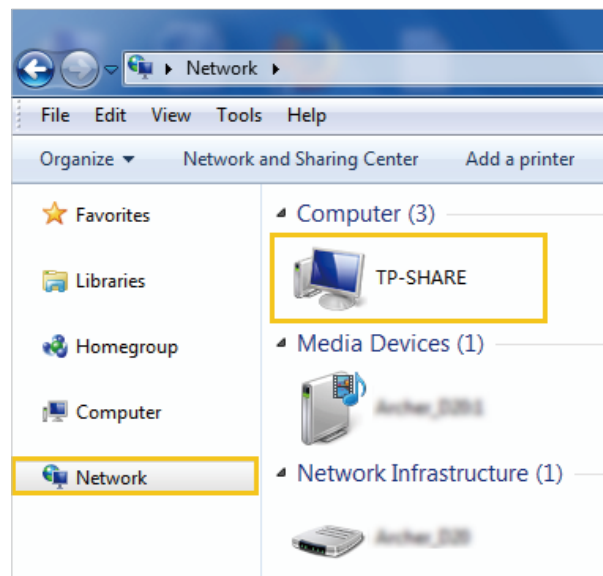 Network
File Edit View Tools Help
Organize Network and Sharing Center Add a printer
Favorites
Computer (3)
TP-SHARE
Libraries
Homegroup
Media Devices (1)
Computer
Network
Network Infrastructure (1)